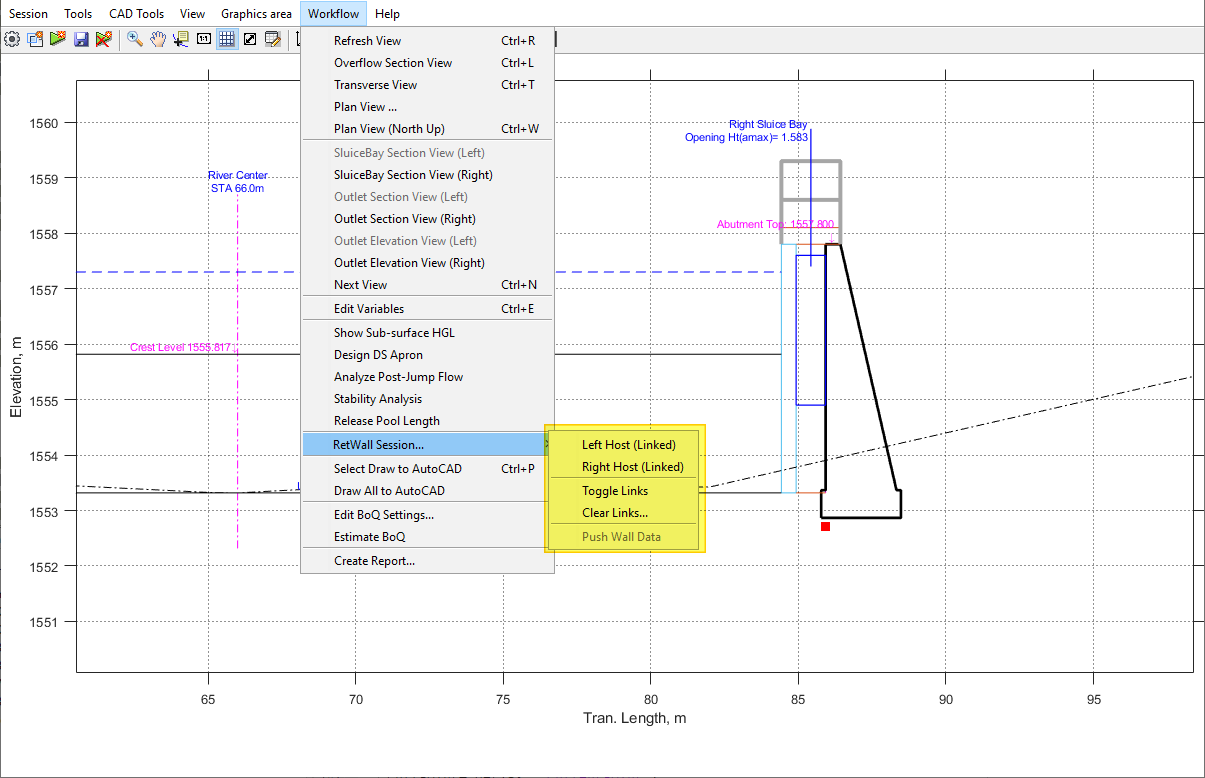 Session Tools CAD Tools View Graphics area Workflow Help
1:1
Refresh View Ctrl+R
Overflow Section View Ctrl+L
Transverse View Ctrl+T
Plan View ...
Plan View (North Up) Ctrl+W
SluiceBay Section View (Left)
SluiceBay Section View (Right)
Outlet Section View (Left)
Outlet Section View (Right)
Outlet Elevation View (Left)
Outlet Elevation View (Right)
Next View Ctrl+N
Edit Variables Ctrl+E
Show Sub-surface HGL
Design DS Apron
Analyze Post-Jump Flow
Stability Analysis
Release Pool Length
RetWall Session...
Select Draw to AutoCAD Ctrl+P
Draw All to AutoCAD
Edit BoQ Settings...
Estimate BoQ
Create Report...
Left Host (Linked)
Right Host (Linked)
Toggle Links
Clear Links...
Push Wall Data
River Center
STA 66.0m
Crest Level 1555.817
Right Sluice Bay
Opening Ht(amax)= 1.583
Abutment Top: 1557.800
Elevation, m
1560
1559
1558
1557
1556
1555
1554
1553
1552
1551
65 70 75 80 85 90 95
Tran. Length, m